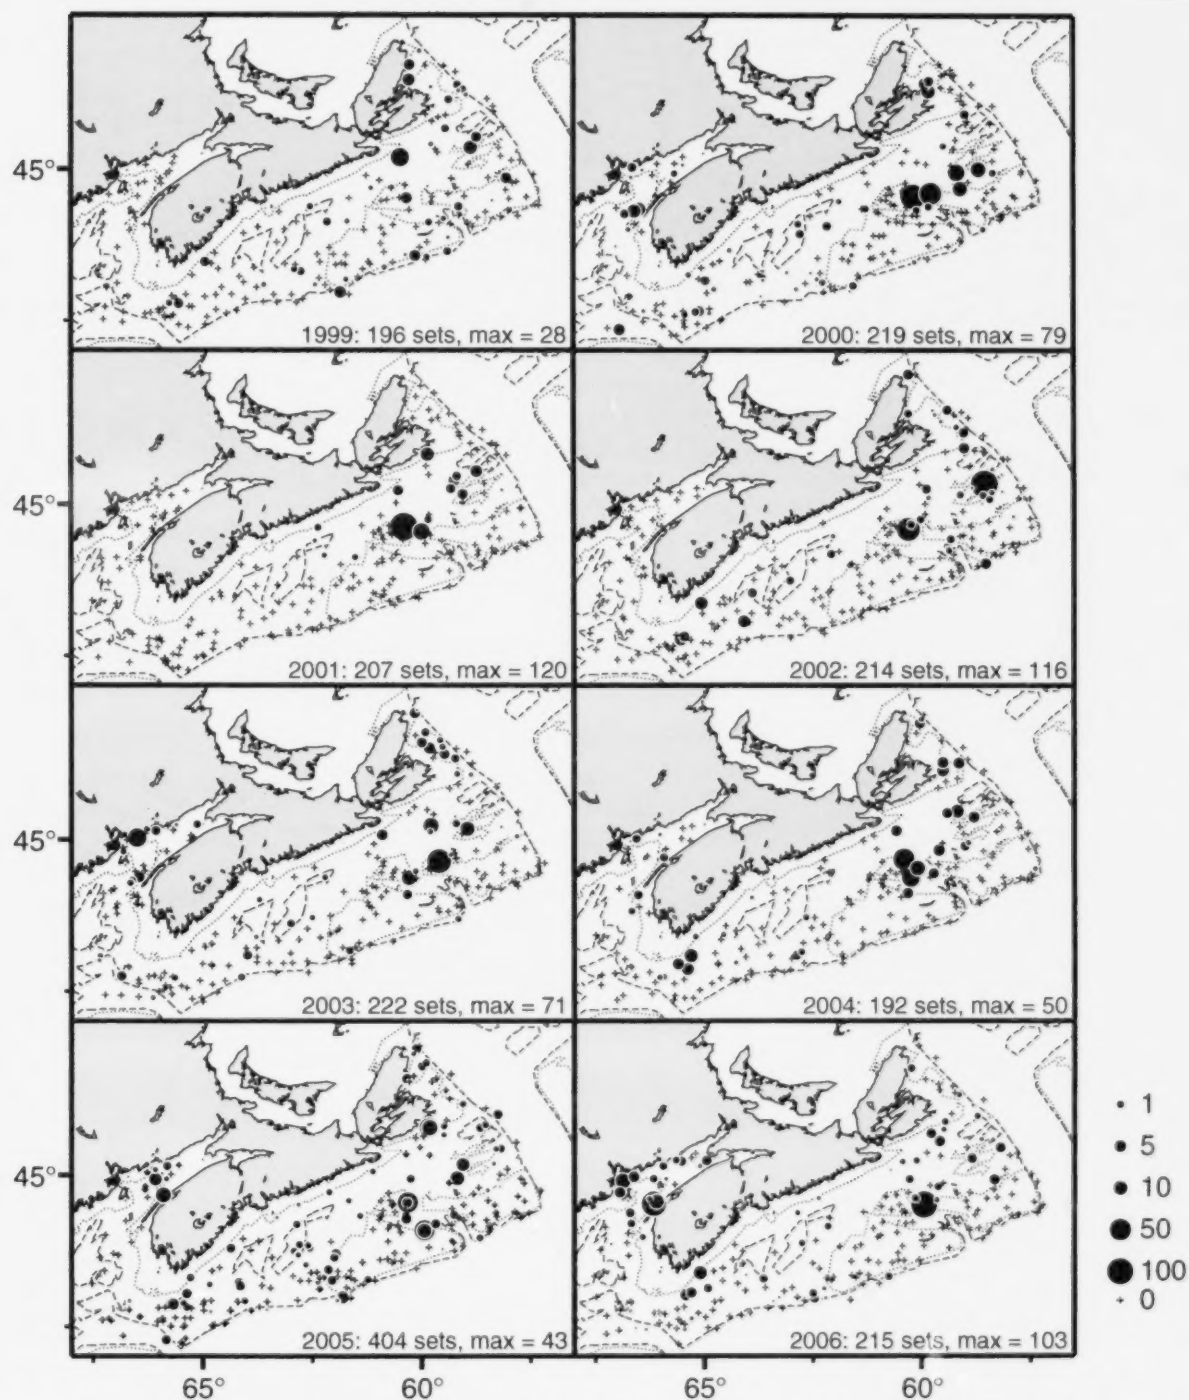 45°
1999: 196 sets, max = 28
2000: 219 sets, max = 79
45°
2001: 207 sets, max = 120
2002: 214 sets, max = 116
45°
2003: 222 sets, max = 71
2004: 192 sets, max = 50
45°
2005: 404 sets, max = 43
2006: 215 sets, max = 103
1
5
10
50
100
0
65°
60°
65°
60°